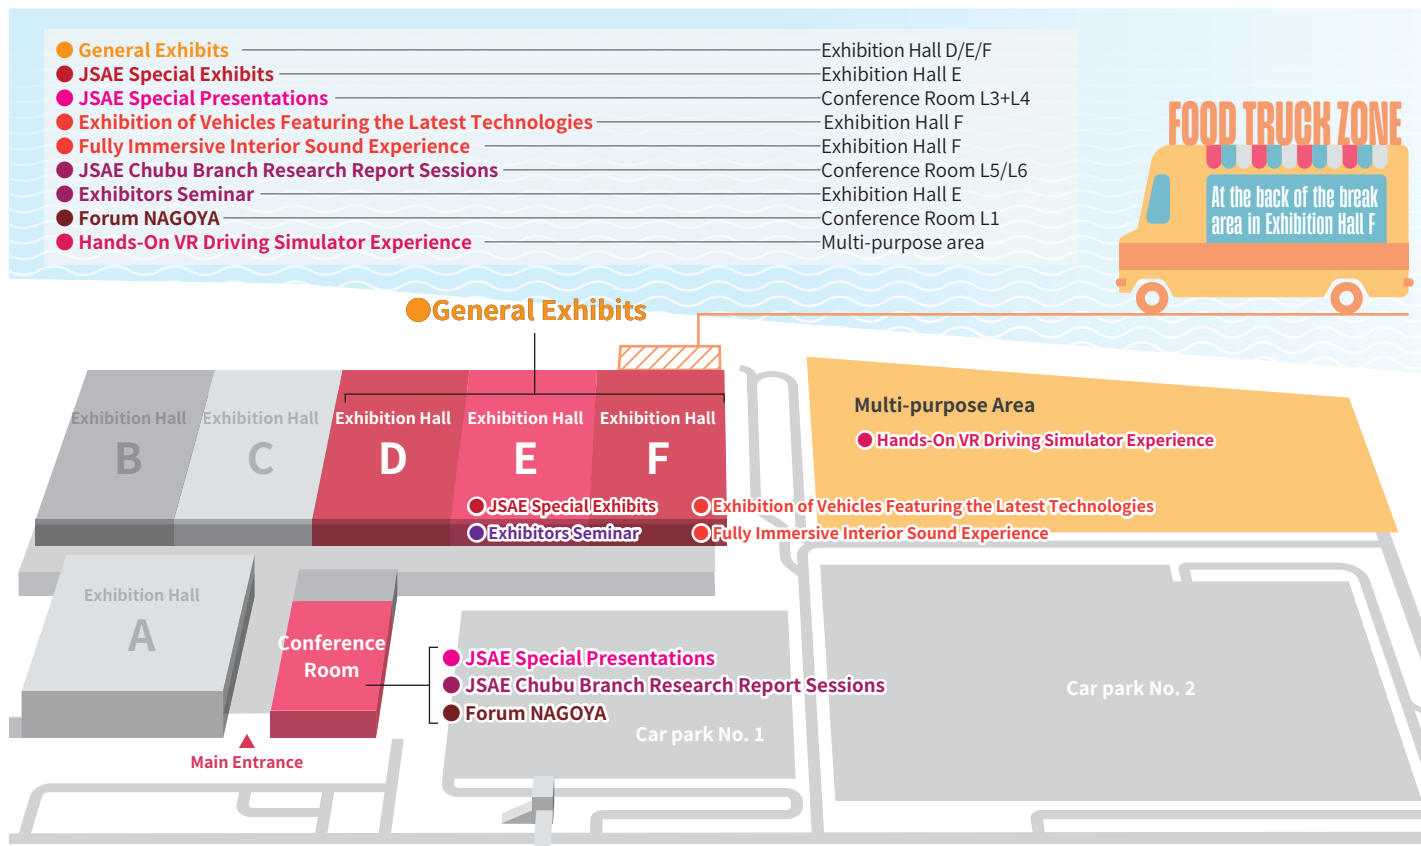 General Exhibits Exhibition Hall D/E/F
JSAE Special Exhibits Exhibition Hall E
JSAE Special Presentations Conference Room L3+L4
Exhibition of Vehicles Featuring the Latest Technologies Exhibition Hall F
Fully Immersive Interior Sound Experience Exhibition Hall F
JSAE Chubu Branch Research Report Sessions Conference Room L5/L6
Exhibitors Seminar Exhibition Hall E
Forum NAGOYA Conference Room L1
Hands-On VR Driving Simulator Experience Multi-purpose area
FOOD TRUCK ZONE
At the back of the break
area in Exhibition Hall F
General Exhibits
Exhibition Hall
B
Exhibition Hall
C
Exhibition Hall
D
Exhibition Hall
E
Exhibition Hall
F
JSAE Special Exhibits
Exhibitors Seminar
Exhibition of Vehicles Featuring the Latest Technologies
Fully Immersive Interior Sound Experience
Multi-purpose Area
Hands-On VR Driving Simulator Experience
Exhibition Hall
A
Conference
Room
JSAE Special Presentations
JSAE Chubu Branch Research Report Sessions
Forum NAGOYA
Car park No. 1
Car park No. 2
Main Entrance